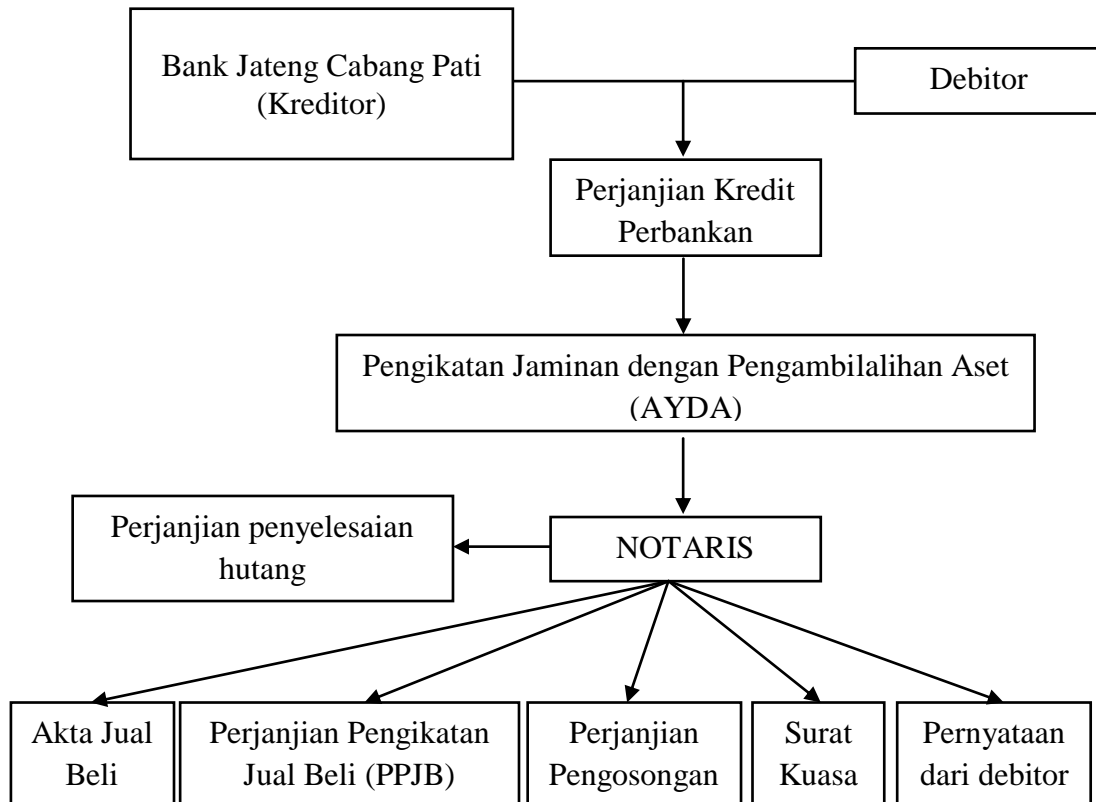 Bank Jateng Cabang Pati
(Kreditor)
Debitor
Perjanjian Kredit
Perbankan
Pengikatan Jaminan dengan Pengambilalihan Aset
(AYDA)
Perjanjian penyelesaian
hutang
NOTARIS
Akta Jual
Beli
Perjanjian Pengikatan
Jual Beli (PPJB)
Perjanjian
Pengosongan
Surat
Kuasa
Pernyataan
dari debitor